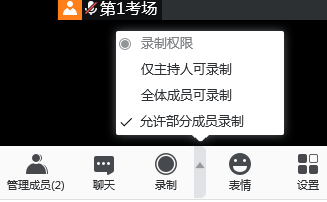 第1考场
录制权限
仅主持人可录制
全体成员可录制
允许部分成员录制
管理成员(2) 聊天 录制 表情 设置